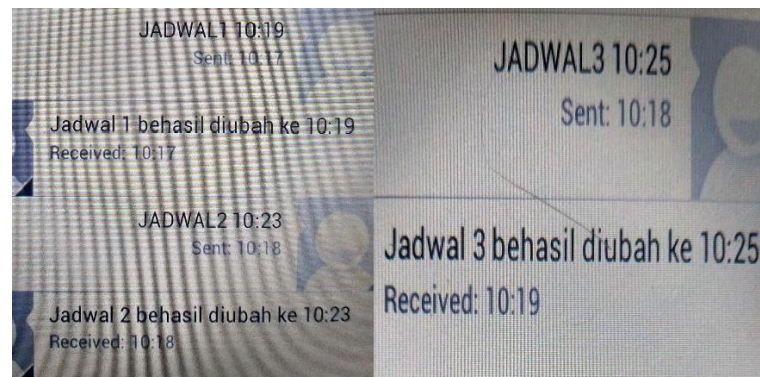 JADWAL1 10:19
Sent: 10:17
Jadwal 1 behasil diubah ke 10:19
Received: 10:17
JADWAL2 10:23
Sent: 10:18
Jadwal 2 behasil diubah ke 10:23
Received: 10:18
JADWAL3 10:25
Sent: 10:18
Jadwal 3 behasil diubah ke 10:25
Received: 10:19